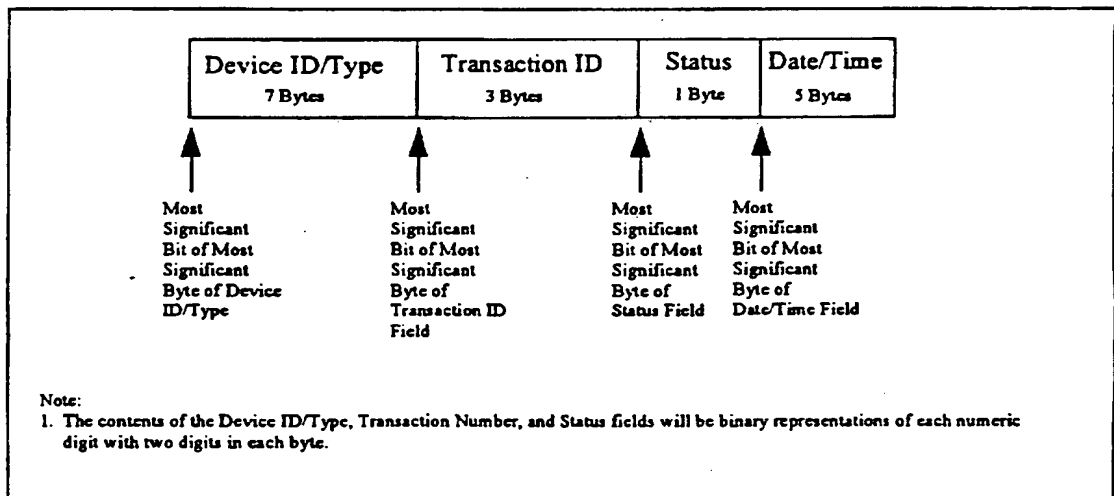 Device ID/Type
7 Bytes
Transaction ID
3 Bytes
Status
1 Byte
Date/Time
5 Bytes
Most
Significant
Bit of Most
Significant
Byte of Device
ID/Type
Most
Significant
Bit of Most
Significant
Byte of
Transaction ID
Field
Most
Significant
Bit of Most
Significant
Byte of
Status Field
Most
Significant
Bit of Most
Significant
Byte of
Date/Time Field
Note:
1. The contents of the Device ID/Type, Transaction Number, and Status fields will be binary representations of each numeric
digit with two digits in each byte.